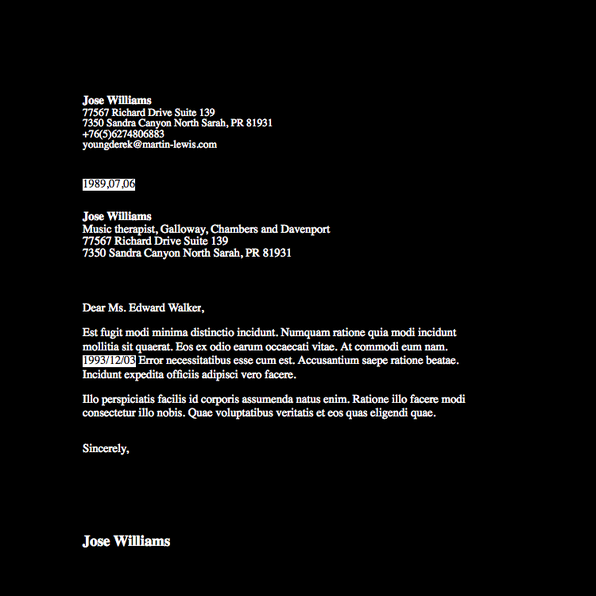 Jose Williams
77567 Richard Drive Suite 139
7350 Sandra Canyon North Sarah, PR 81931
+76(5)6274806883
youngderek@martin-lewis.com
1989,07,06
Jose Williams
Music therapist, Galloway, Chambers and Davenport
77567 Richard Drive Suite 139
7350 Sandra Canyon North Sarah, PR 81931
Dear Ms. Edward Walker,
Est fugit modi minima distinctio incidunt. Numquam ratione quia modi incidunt
mollitia sit quaerat. Eos ex odio earum occaecati vitae. At commodi eum nam.
1993/12/03 Error necessitatibus esse cum est. Accusantium saepe ratione beatae.
Incidunt expedita officiis adipisci vero facere.
Illo perspiciatis facilis id corporis assumenda natus enim. Ratione illo facere modi
consectetur illo nobis. Quae voluptatibus veritatis et eos quas eligendi quae.
Sincerely,
Jose Williams